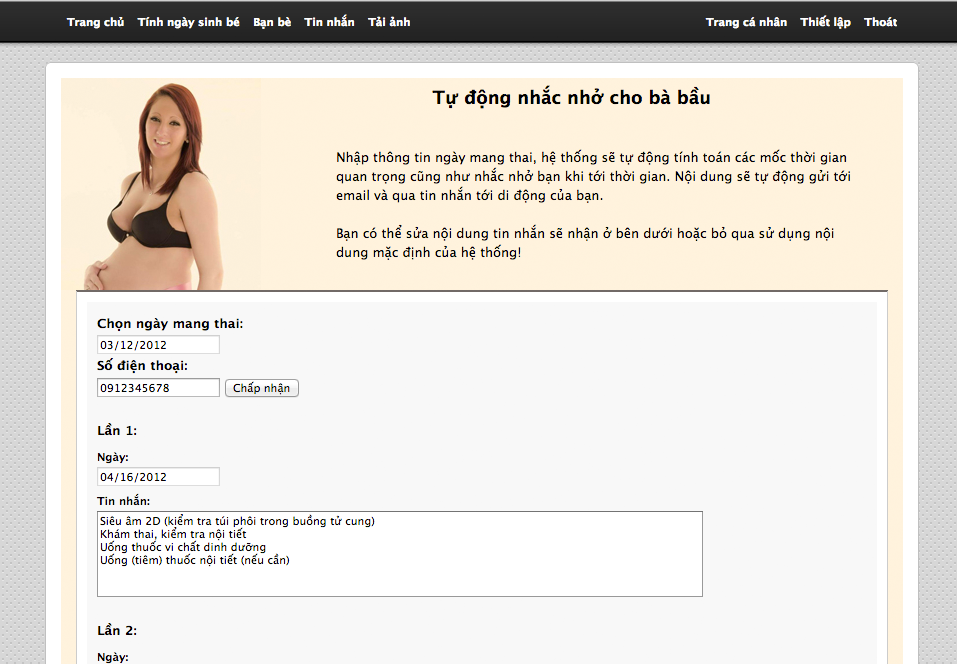 Trang chủ Tính ngày sinh bé Bạn bè Tin nhắn Tải ảnh Trang cá nhân Thiết lập Thoát
Tự động nhắc nhở cho bà bầu
Nhập thông tin ngày mang thai, hệ thống sẽ tự động tính toán các mốc thời gian
quan trọng cũng như nhắc nhở bạn khi tới thời gian. Nội dung sẽ tự động gửi tới
email và qua tin nhắn tới di động của bạn.
Bạn có thể sửa nội dung tin nhắn sẽ nhận ở bên dưới hoặc bỏ qua sử dụng nội
dung mặc định của hệ thống!
Chọn ngày mang thai:
03/12/2012
Số điện thoại:
0912345678 Chấp nhận
Lần 1:
Ngày:
04/16/2012
Tin nhắn:
Siêu âm 2D (kiểm tra túi phôi trong buồng tử cung)
Khám thai, kiểm tra nội tiết
Uống thuốc vi chất dinh dưỡng
Uống (tiêm) thuốc nội tiết (nếu cần)
Lần 2:
Ngày: